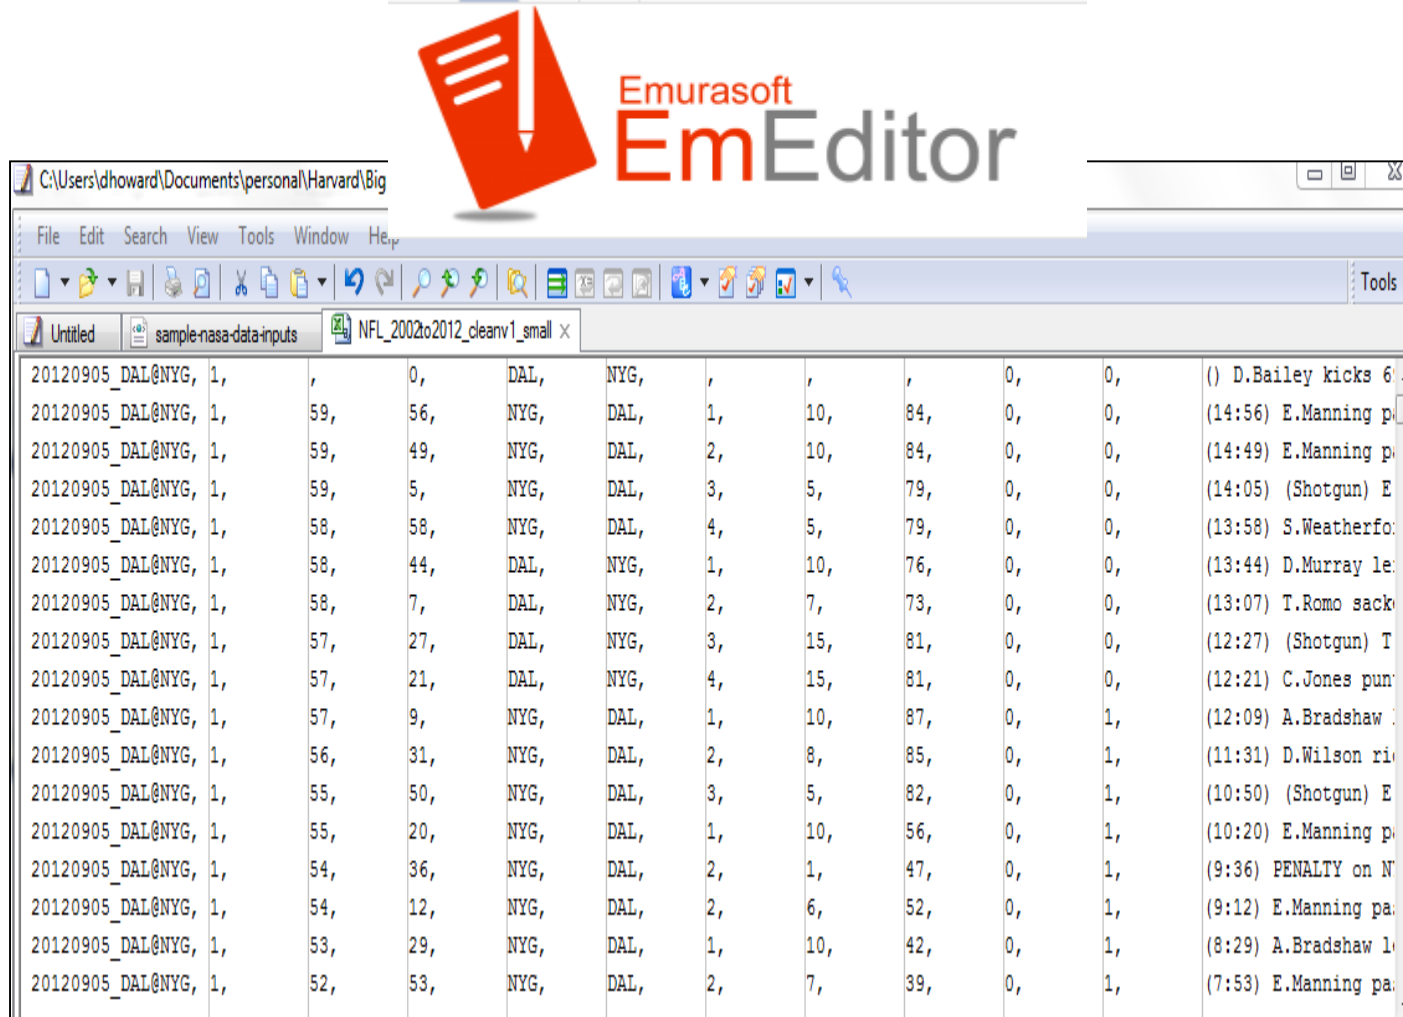 Emurasoft
EmEditor
C:\Users\dhoward\Documents\personal\Harvard\Big
File Edit Search View Tools Window Help
Tools
Untitled sample-nasa-data-inputs NFL_2002to2012_cleanv1_small
20120905_DAL@NYG, 1, , 0, DAL, NYG, , , , 0, 0, () D.Bailey kicks
20120905_DAL@NYG, 1, 59, 56, NYG, DAL, 1, 10, 84, 0, 0, (14:56) E.Manning
20120905_DAL@NYG, 1, 59, 49, NYG, DAL, 2, 10, 84, 0, 0, (14:49) E.Manning
20120905_DAL@NYG, 1, 59, 5, NYG, DAL, 3, 5, 79, 0, 0, (14:05) (Shotgun) E
20120905_DAL@NYG, 1, 58, 58, NYG, DAL, 4, 5, 79, 0, 0, (13:58) S.Weatherfo
20120905_DAL@NYG, 1, 58, 44, DAL, NYG, 1, 10, 76, 0, 0, (13:44) D.Murray le
20120905_DAL@NYG, 1, 58, 7, DAL, NYG, 2, 7, 73, 0, 0, (13:07) T.Romo sack
20120905_DAL@NYG, 1, 57, 27, DAL, NYG, 3, 15, 81, 0, 0, (12:27) (Shotgun) T
20120905_DAL@NYG, 1, 57, 21, DAL, NYG, 4, 15, 81, 0, 0, (12:21) C.Jones pun
20120905_DAL@NYG, 1, 57, 9, NYG, DAL, 1, 10, 87, 0, 1, (12:09) A.Bradshaw
20120905_DAL@NYG, 1, 56, 31, NYG, DAL, 2, 8, 85, 0, 1, (11:31) D.Wilson ri
20120905_DAL@NYG, 1, 55, 50, NYG, DAL, 3, 5, 82, 0, 1, (10:50) (Shotgun) E
20120905_DAL@NYG, 1, 55, 20, NYG, DAL, 1, 10, 56, 0, 1, (10:20) E.Manning
20120905_DAL@NYG, 1, 54, 36, NYG, DAL, 2, 1, 47, 0, 1, (9:36) PENALTY on N
20120905_DAL@NYG, 1, 54, 12, NYG, DAL, 2, 6, 52, 0, 1, (9:12) E.Manning pa
20120905_DAL@NYG, 1, 53, 29, NYG, DAL, 1, 10, 42, 0, 1, (8:29) A.Bradshaw l
20120905_DAL@NYG, 1, 52, 53, NYG, DAL, 2, 7, 39, 0, 1, (7:53) E.Manning pa